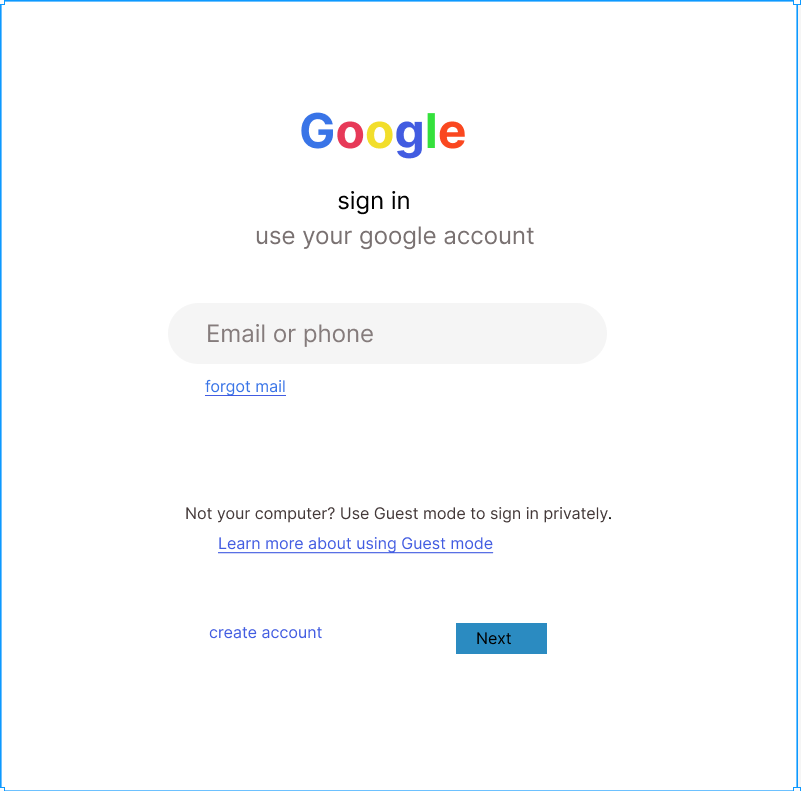 Google
sign in
use your google account
Email or phone
forgot mail
Not your computer? Use Guest mode to sign in privately.
Learn more about using Guest mode
create account
Next